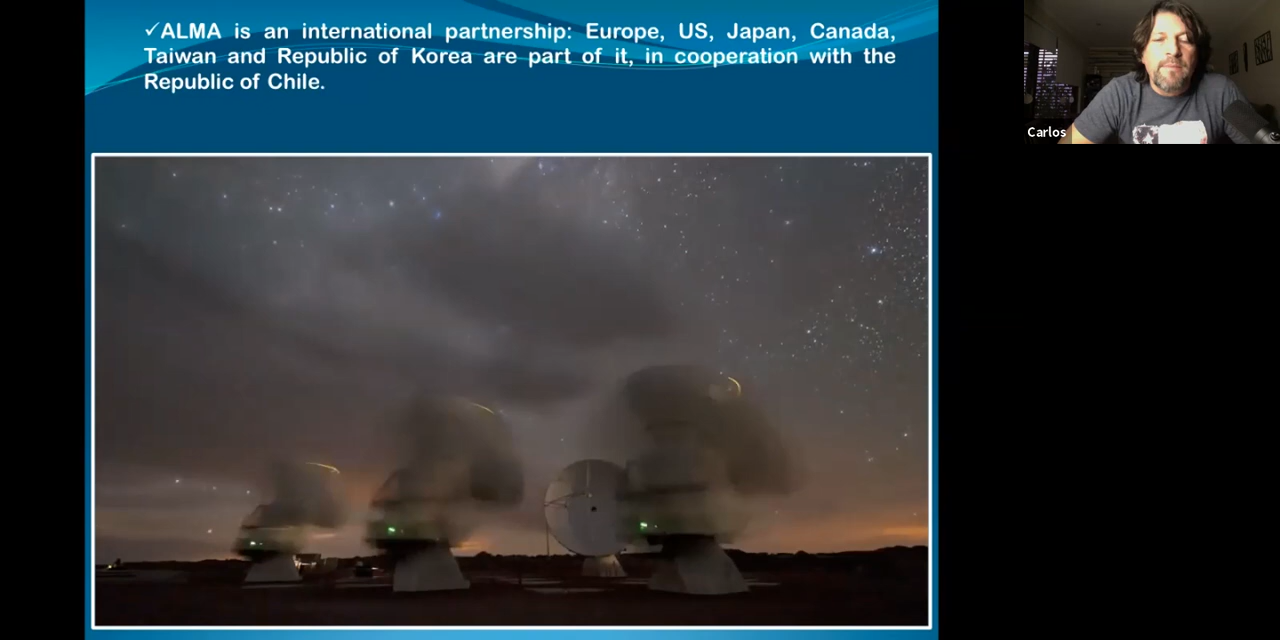 ✓ALMA is an international partnership: Europe, US, Japan, Canada,
Taiwan and Republic of Korea are part of it, in cooperation with the
Republic of Chile.
Carlos